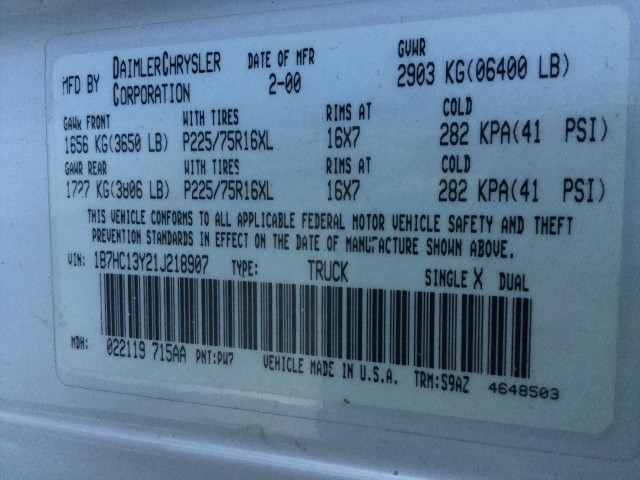 MFD BY DAIMLERCHRYSLER CORPORATION DATE OF MFR 2-00 GVWR 2903 KG(06400 LB)
GAWR FRONT WITH TIRES RIMS AT COLD
1656 KG(3650 LB) P225/75R16XL 16X7 282 KPA(41 PSI)
GAWR REAR WITH TIRES RIMS AT COLD
1727 KG(3806 LB) P225/75R16XL 16X7 282 KPA(41 PSI)
THIS VEHICLE CONFORMS TO ALL APPLICABLE FEDERAL MOTOR VEHICLE SAFETY AND THEFT
PREVENTION STANDARDS IN EFFECT ON THE DATE OF MANUFACTURE SHOWN ABOVE.
VIN: 1B7HC13Y21J218907 TYPE: TRUCK SINGLE X DUAL
MDH: 022119 715AA PNT:PW7 VEHICLE MADE IN U.S.A. TRM:S9AZ 4648503